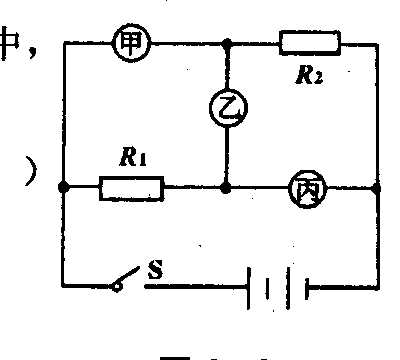 中，
甲
R₂
乙
R₁
丙
）
S